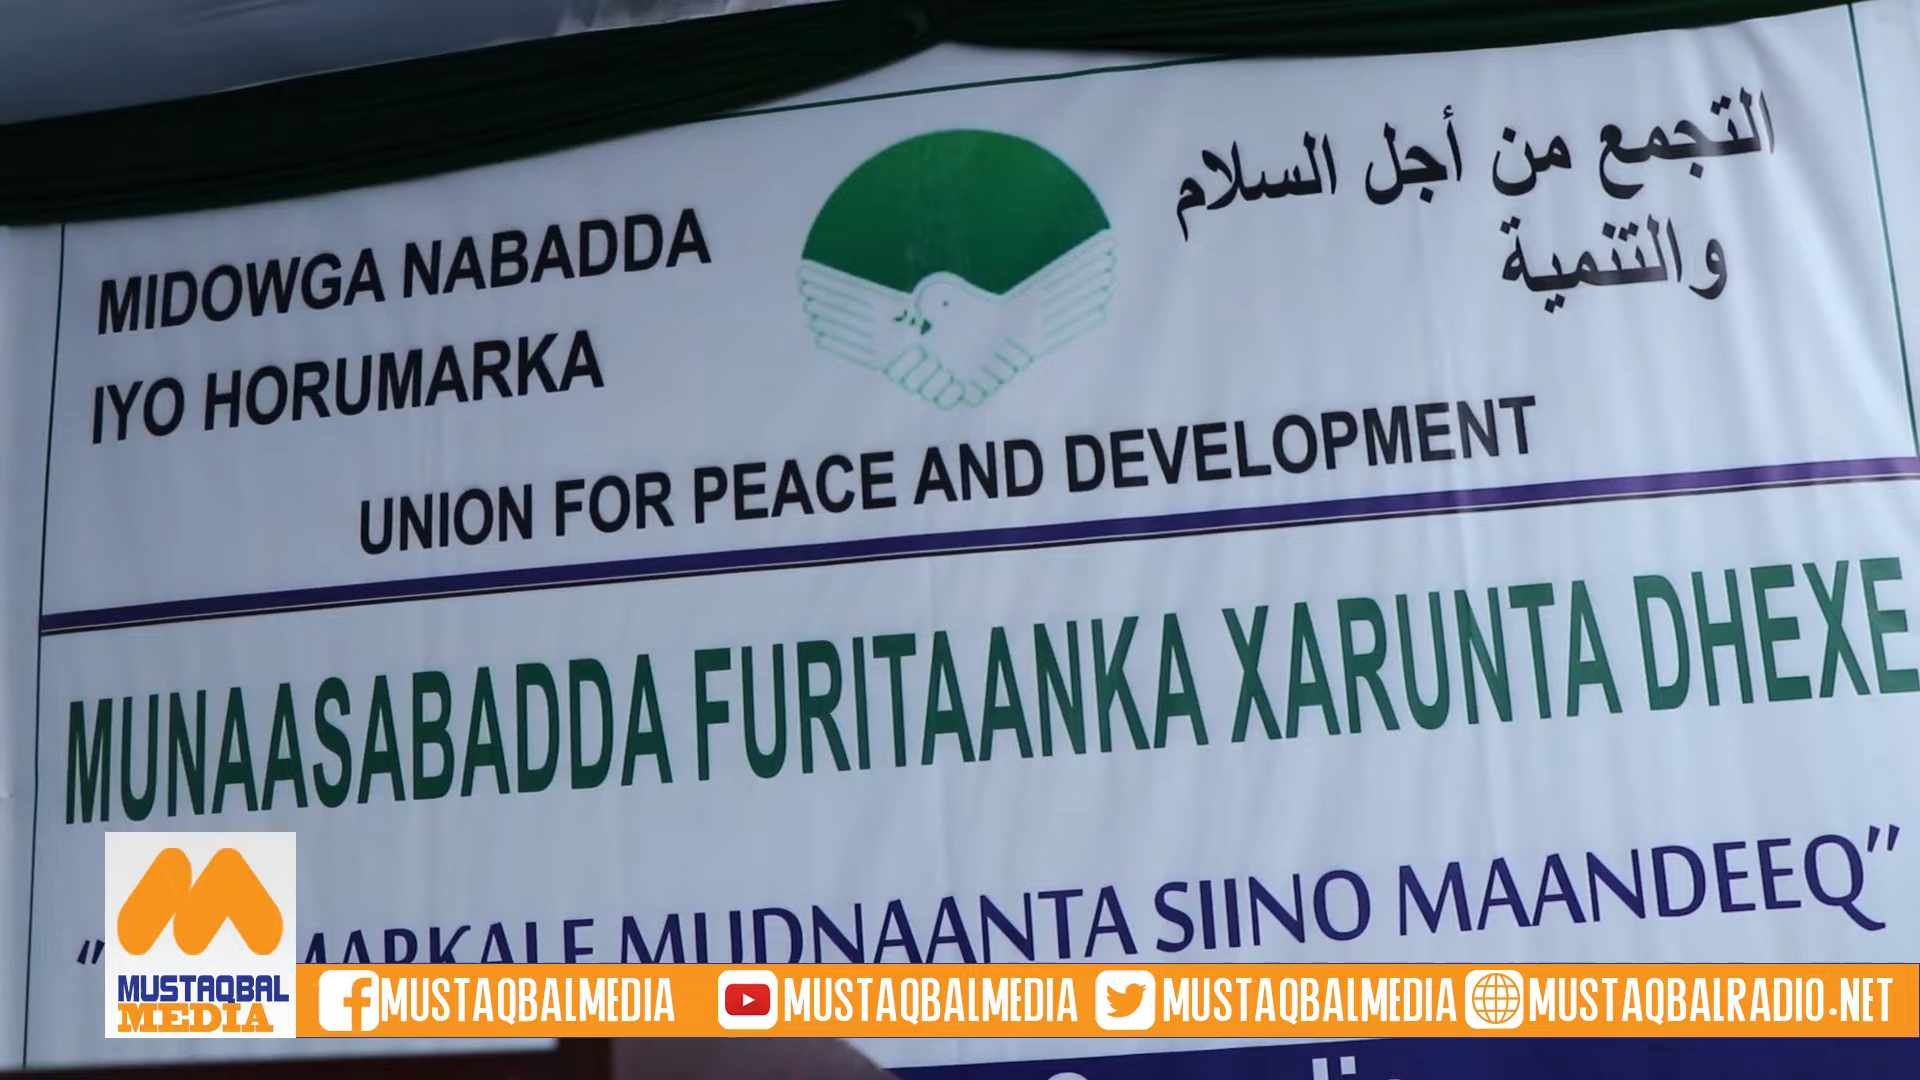 MIDOWGA NABADDA
IYO HORUMARKA
التجمع من أجل السلام
والتنمية
UNION FOR PEACE AND DEVELOPMENT
MUNAASABADDA FURITAANKA XARUNTA DHEXE
MUDNAANTA SIINO MAANDEEQ”
MUSTAQBAL
MEDIA
MUSTAQBALMEDIA MUSTAQBALMEDIA MUSTAQBALMEDIA MUSTAQBALRADIO.NET